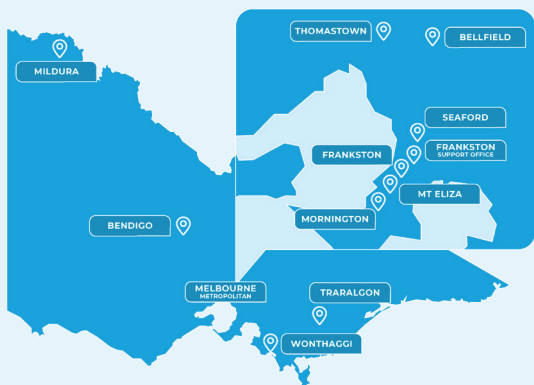 THOMASTOWN
BELLFIELD
MILDURA
SEAFORD
FRANKSTON
FRANKSTON
SUPPORT OFFICE
MT ELIZA
MORNINGTON
BENDIGO
MELBOURNE
METROPOLITAN
TRARALGON
WONTHAGGI